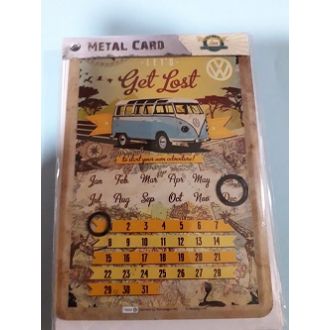 METAL CARD
LET'S
Get Lost
to start your own adventure!
Jan Feb Mar Apr May
Jul Aug Sep Oct Nov Dec
1 2 3 4 5 6 7
8 9 10 11 12 13 14
15 16 17 18 19 20 21
22 23 24 25 26 27 28
29 30 31